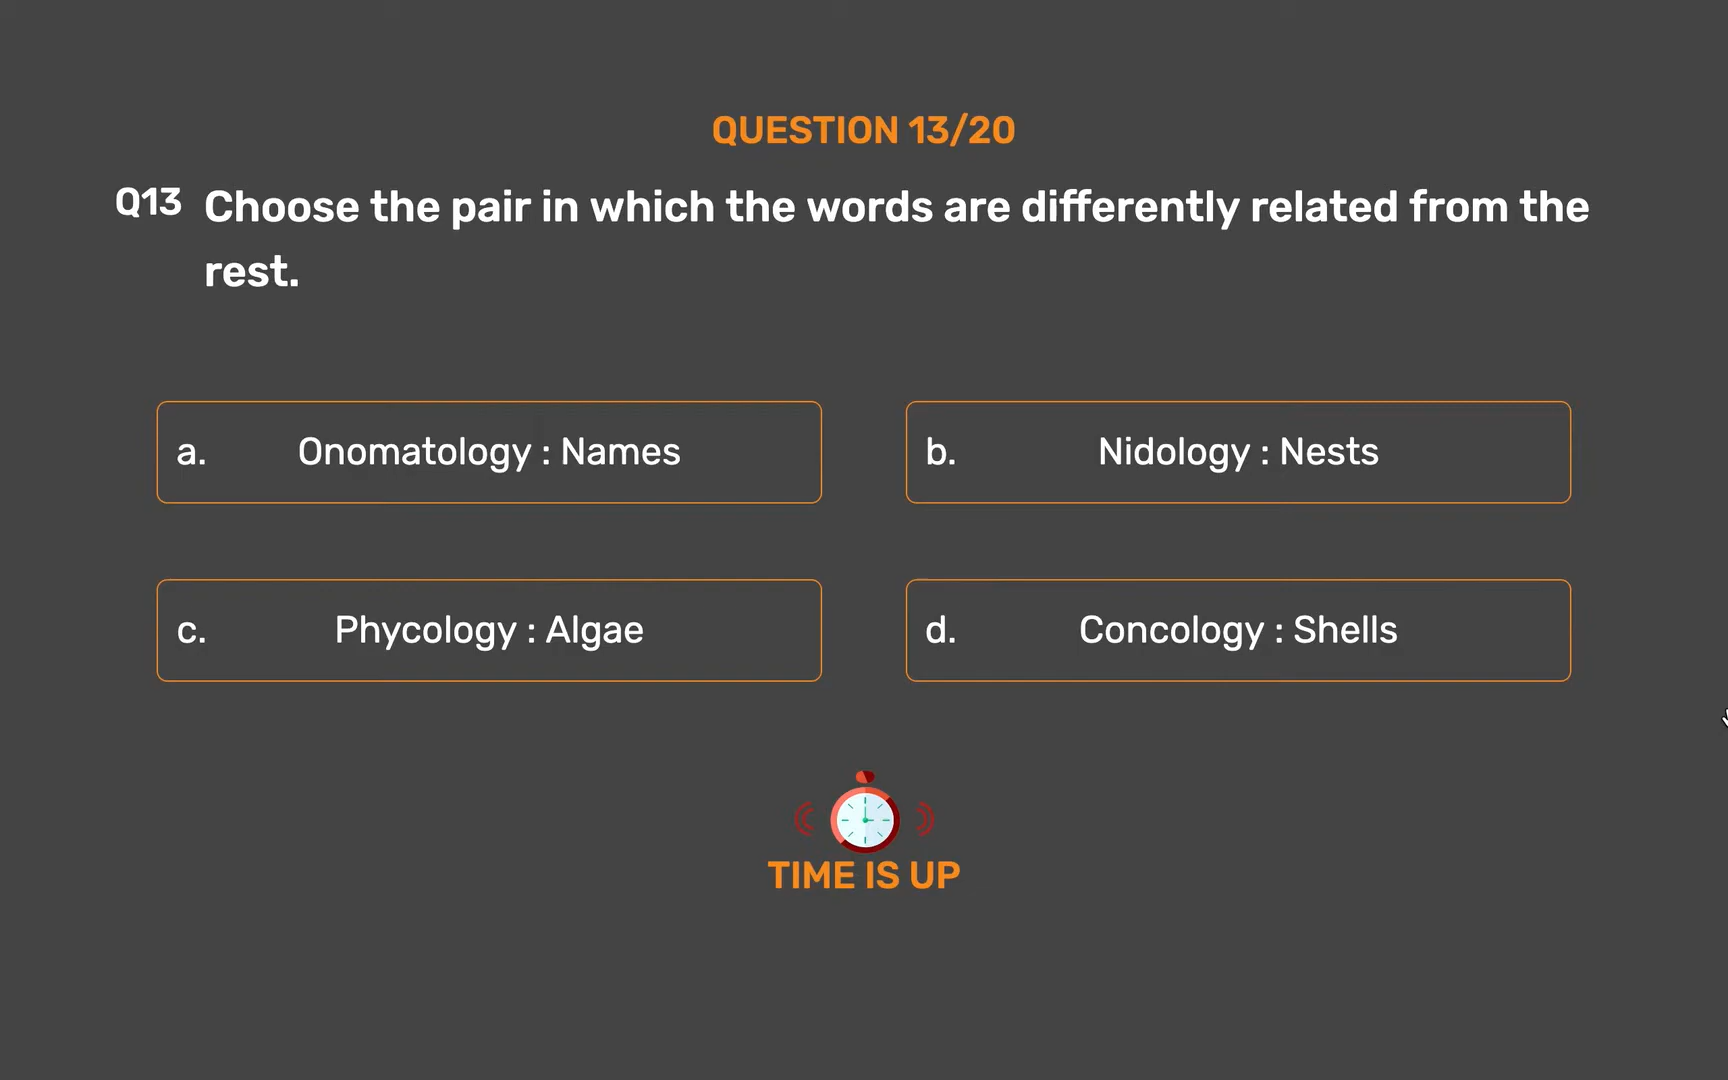 QUESTION 13/20
Q13 Choose the pair in which the words are differently related from the
rest.
a. Onomatology : Names
b. Nidology : Nests
c. Phycology : Algae
d. Concology : Shells
TIME IS UP